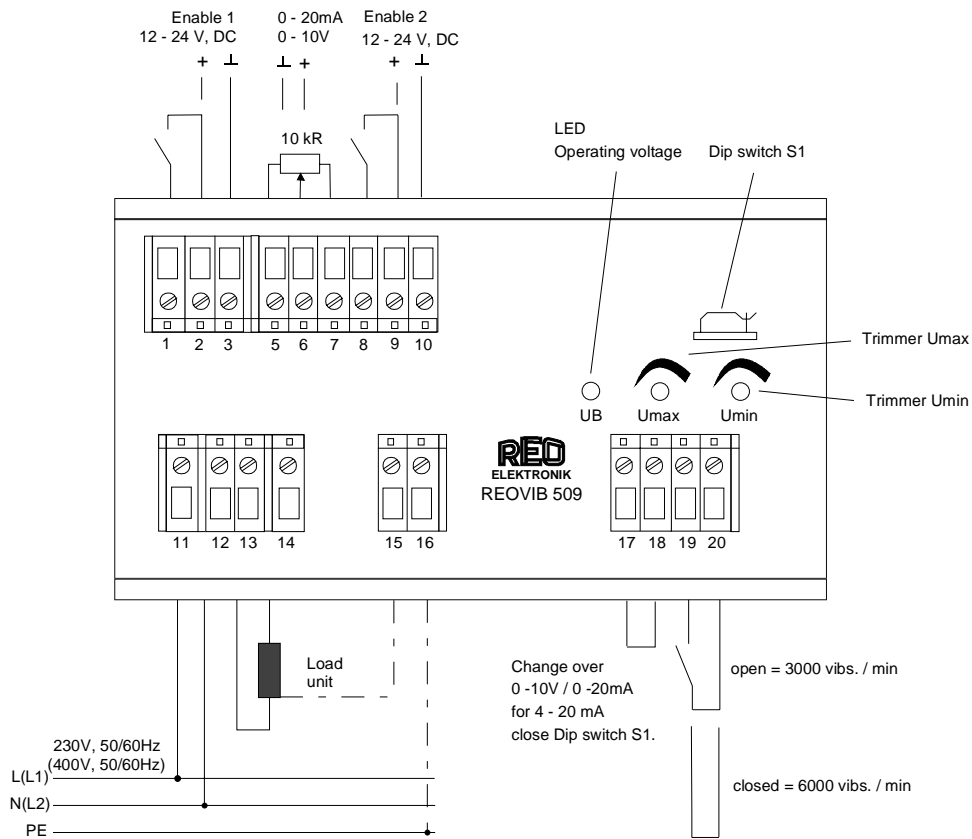 Enable 1
12 - 24 V, DC
+ ⊥
0 - 20mA
0 - 10V
⊥ +
Enable 2
12 - 24 V, DC
+ ⊥
10 kR
LED
Operating voltage
Dip switch S1
1 2 3 5 6 7 8 9 10
Trimmer Umax
Trimmer Umin
UB Umax Umin
REO
ELEKTRONIK
REOVIB 509
11 12 13 14 15 16 17 18 19 20
Load
unit
Change over
0 -10V / 0 -20mA
for 4 - 20 mA
close Dip switch S1.
open = 3000 vibs. / min
closed = 6000 vibs. / min
230V, 50/60Hz
(400V, 50/60Hz)
L(L1)
N(L2)
PE